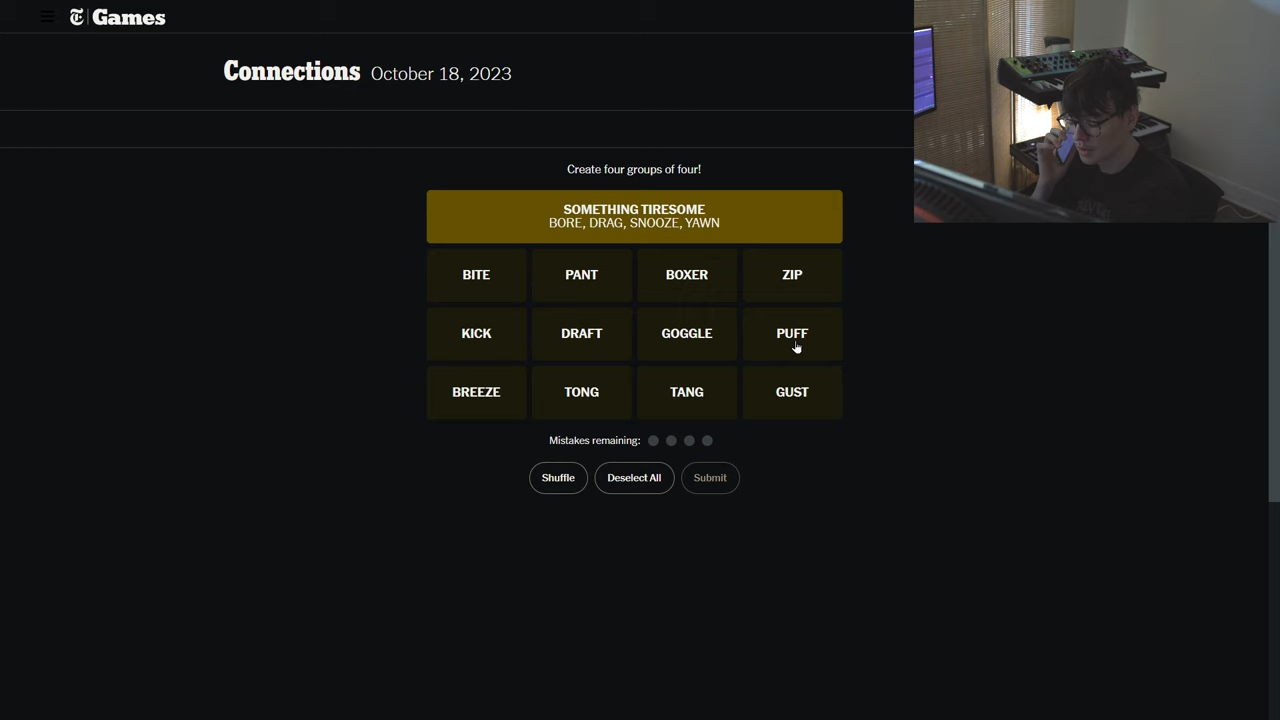 Games
Connections October 18, 2023
Create four groups of four!
SOMETHING TIRESOME
BORE, DRAG, SNOOZE, YAWN
BITE PANT BOXER ZIP
KICK DRAFT GOGGLE PUFF
BREEZE TONG TANG GUST
Mistakes remaining:
Shuffle Deselect All Submit